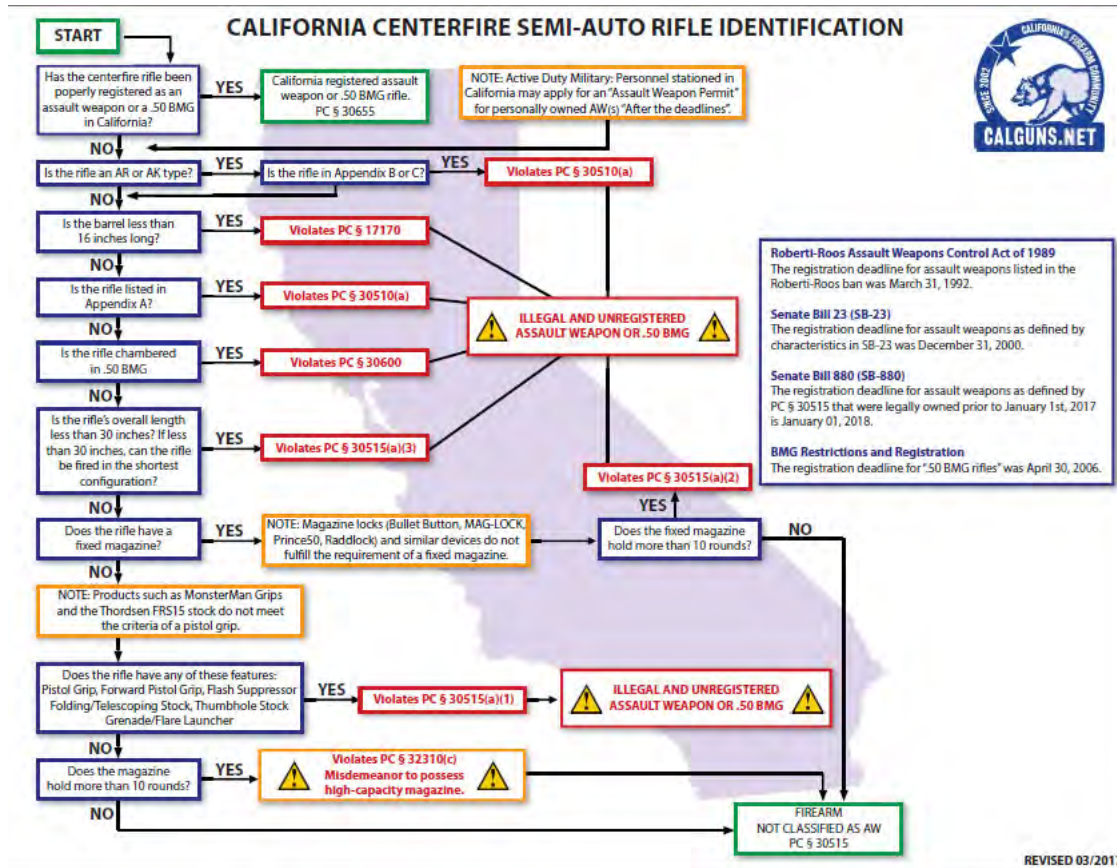 CALIFORNIA CENTERFIRE SEMI-AUTO RIFLE IDENTIFICATION
START
Has the centerfire rifle been
poperly registered as an
assault weapon or a .50 BMG
in California?
YES
California registered assault
weapon or .50 BMG rifle.
PC § 30655
NOTE: Active Duty Military: Personnel stationed in
California may apply for an "Assault Weapon Permit"
for personally owned AW(s) "After the deadlines".
CALIFORNIA'S FIREARM COMMUNITY
SINCE 2002
CALGUNS.NET
NO
Is the rifle an AR or AK type?
YES
Is the rifle in Appendix B or C?
YES
Violates PC § 30510(a)
NO
Is the barrel less than
16 inches long?
YES
Violates PC § 17170
NO
Is the rifle listed in
Appendix A?
YES
Violates PC § 30510(a)
ILLEGAL AND UNREGISTERED
ASSAULT WEAPON OR .50 BMG
NO
Is the rifle chambered
in .50 BMG
YES
Violates PC § 30600
NO
Is the rifle's overall length
less than 30 inches? If less
than 30 inches, can the rifle
be fired in the shortest
configuration?
YES
Violates PC § 30515(a)(3)
Roberti-Roos Assault Weapons Control Act of 1989
The registration deadline for assault weapons listed in the
Roberti-Roos ban was March 31, 1992.
Senate Bill 23 (SB-23)
The registration deadline for assault weapons as defined by
characteristics in SB-23 was December 31, 2000.
Senate Bill 880 (SB-880)
The registration deadline for assault weapons as defined by
PC § 30515 that were legally owned prior to January 1st, 2017
is January 01, 2018.
BMG Restrictions and Registration
The registration deadline for ".50 BMG rifles" was April 30, 2006.
NO
Does the rifle have a
fixed magazine?
YES
NOTE: Magazine locks (Bullet Button, MAG-LOCK,
Prince50, Raddlock) and similar devices do not
fulfill the requirement of a fixed magazine.
Does the fixed magazine
hold more than 10 rounds?
YES
Violates PC § 30515(a)(2)
NO
NO
NOTE: Products such as MonsterMan Grips
and the Thordsen FRS15 stock do not meet
the criteria of a pistol grip.
Does the rifle have any of these features:
Pistol Grip, Forward Pistol Grip, Flash Suppressor
Folding/Telescoping Stock, Thumbhole Stock
Grenade/Flare Launcher
YES
Violates PC § 30515(a)(1)
ILLEGAL AND UNREGISTERED
ASSAULT WEAPON OR .50 BMG
NO
Does the magazine
hold more than 10 rounds?
YES
Violates PC § 32310(c)
Misdemeanor to possess
high-capacity magazine.
NO
FIREARM
NOT CLASSIFIED AS AW
PC § 30515
REVISED